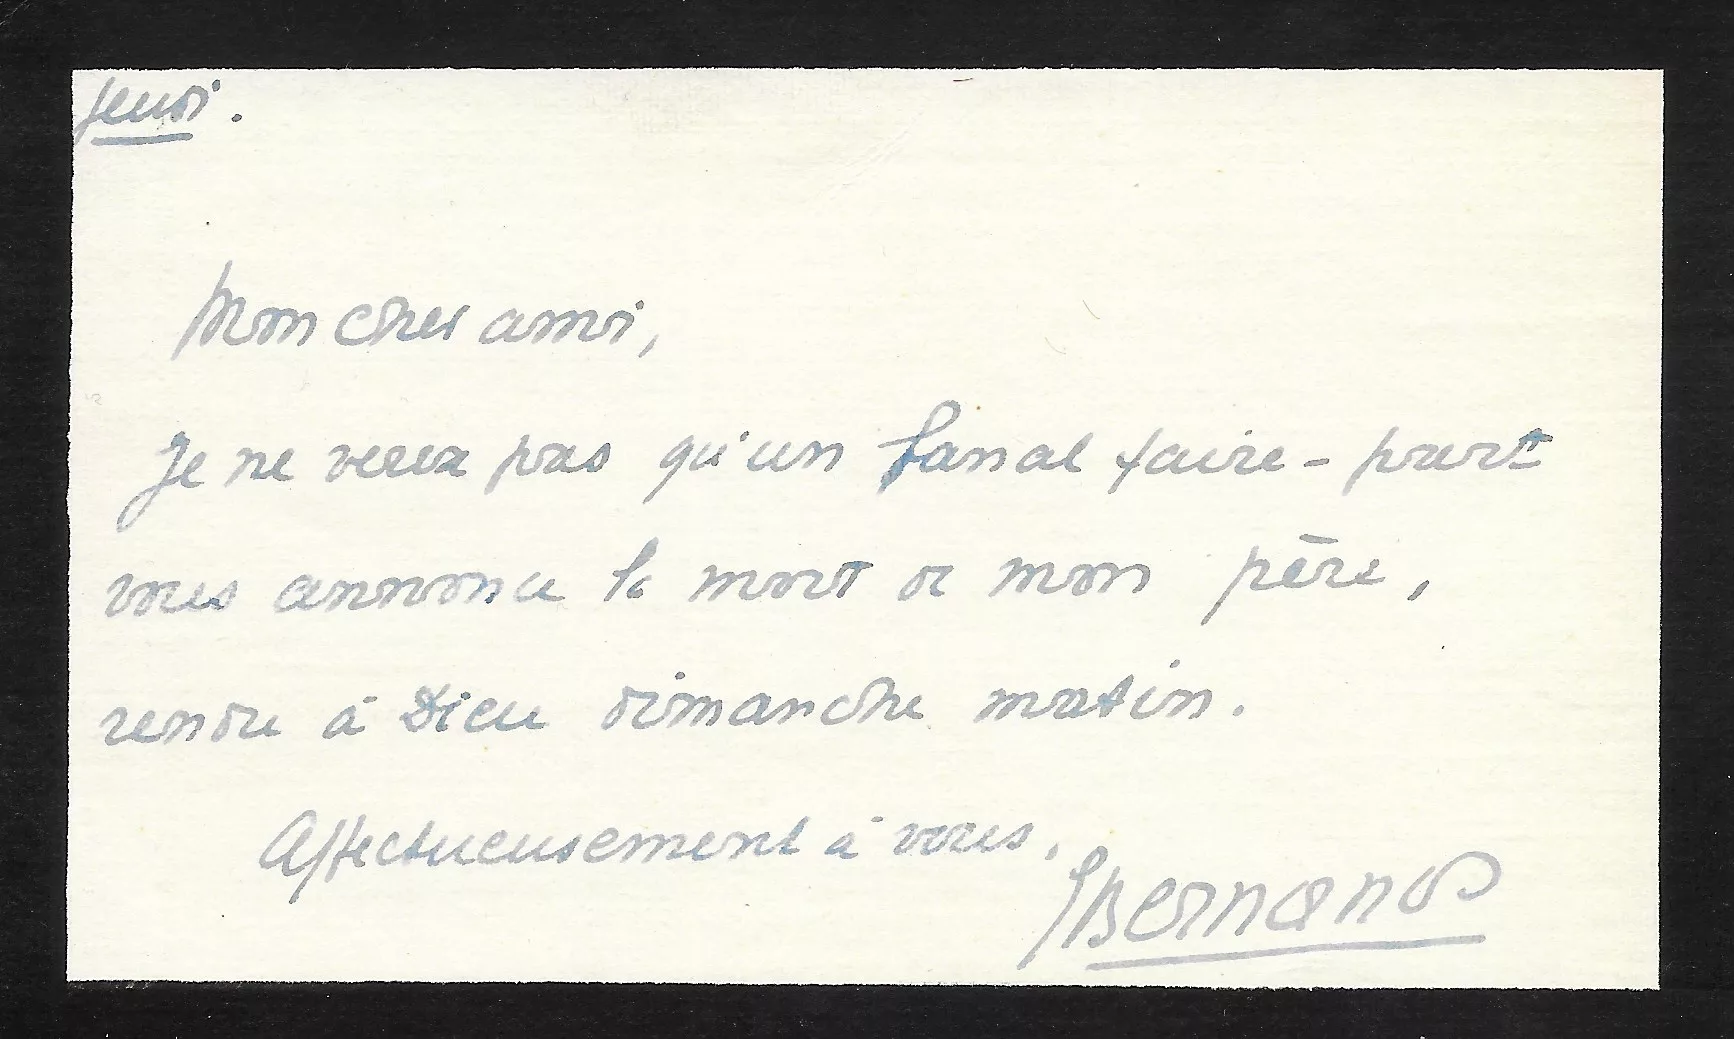 Jeudi.
Mon cher ami,
Je ne veux pas qu'un banal faire-part
vous annonce la mort de mon père,
rendu à Dieu dimanche matin.
Affectueusement à vous,
GBernanos